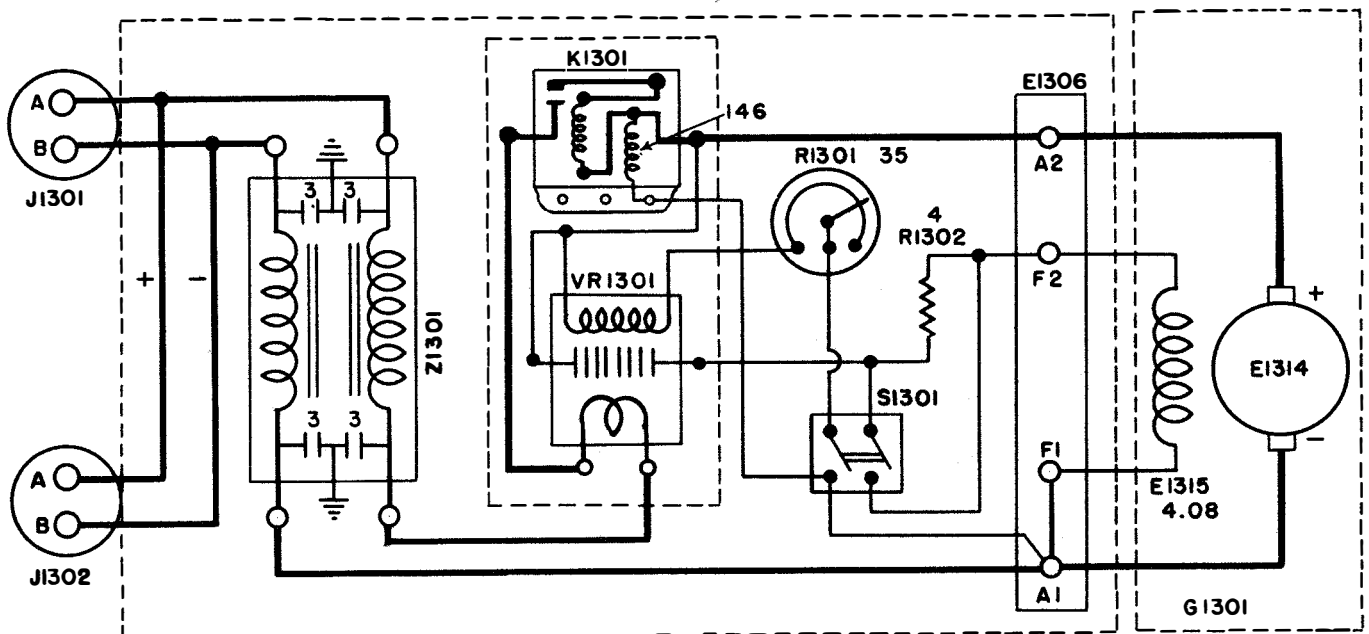 K1301
E1306
A
B
J1301
146
R1301 35
A2
3 3
4
R1302
F2
VR1301
+ −
Z1301
+
E1314
−
S1301
3 3
F1
A
B
J1302
E1315
4.08
A1
G1301